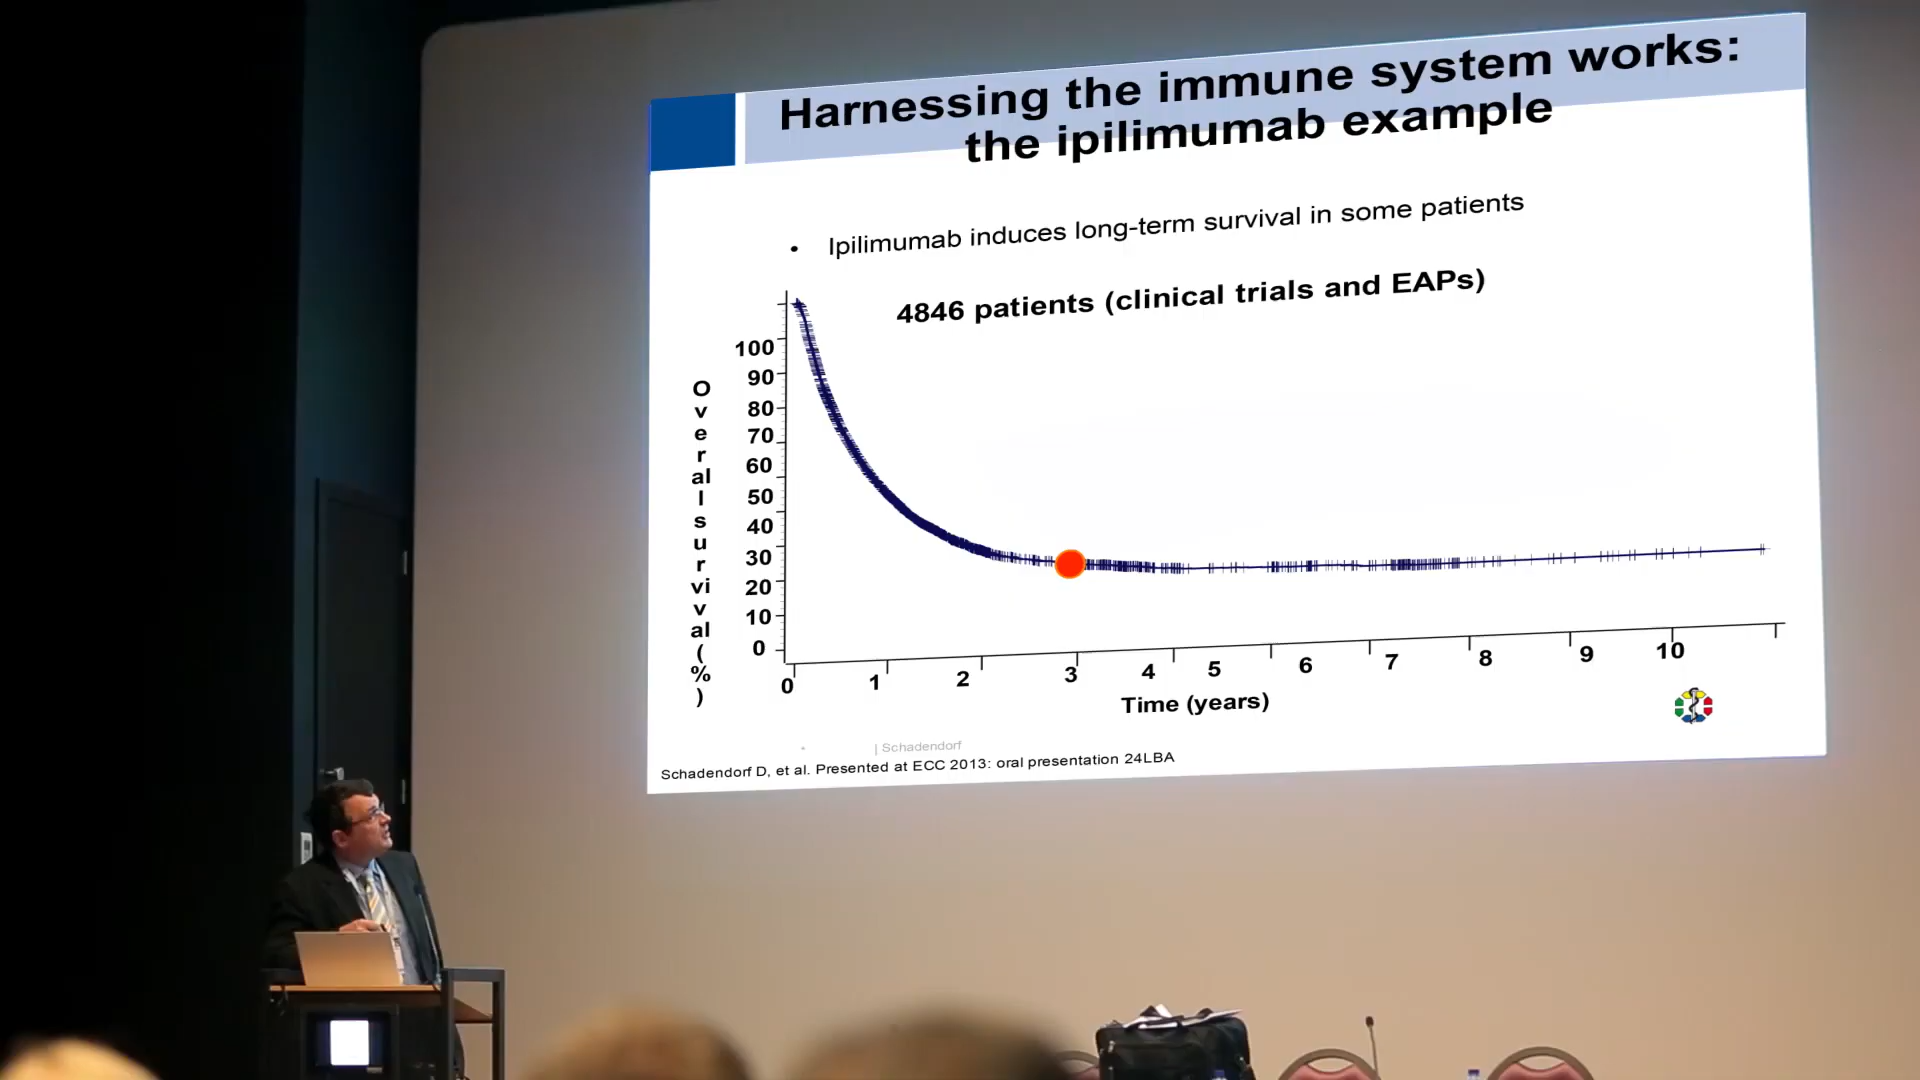 Harnessing the immune system works:
the ipilimumab example
• Ipilimumab induces long-term survival in some patients
4846 patients (clinical trials and EAPs)
100
90
80
70
60
50
40
30
20
10
0
O
v
e
r
al
l
s
u
r
vi
v
al
(
%
)
0 1 2 3 4 5 6 7 8 9 10
Time (years)
• | Schadendorf
Schadendorf D, et al. Presented at ECC 2013: oral presentation 24LBA